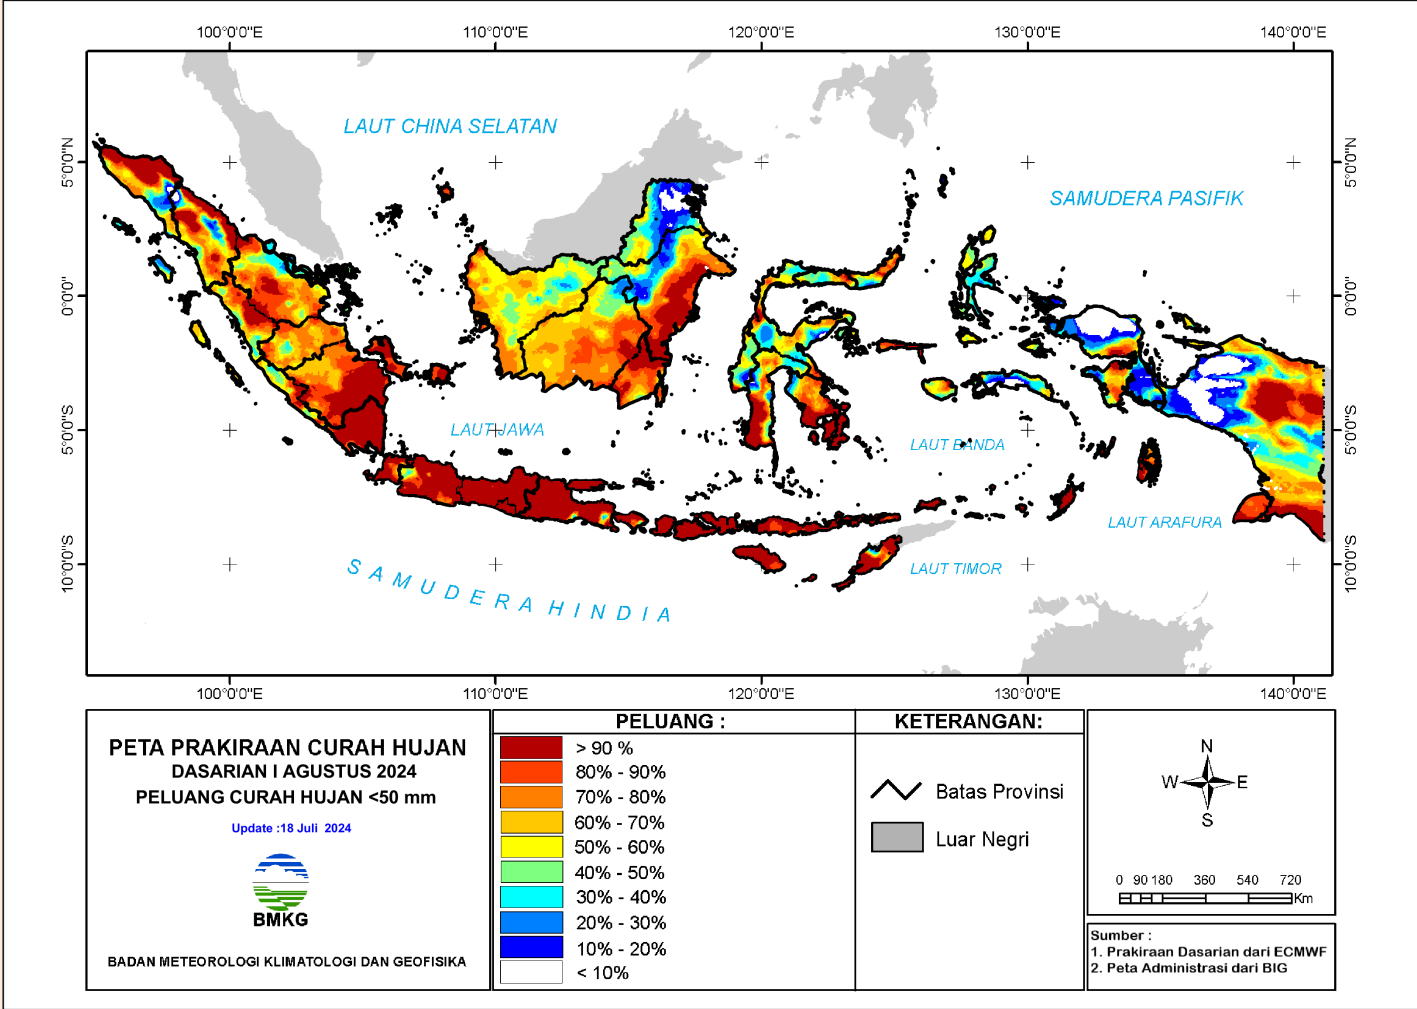 100°0'0"E 110°0'0"E 120°0'0"E 130°0'0"E 140°0'0"E
5°0'0"N
0°0'0"
5°0'0"S
10°0'0"S
5°0'0"N
0°0'0"
5°0'0"S
10°0'0"S
LAUT CHINA SELATAN
SAMUDERA PASIFIK
LAUT JAWA
LAUT BANDA
LAUT ARAFURA
LAUT TIMOR
SAMUDERA HINDIA
100°0'0"E 110°0'0"E 120°0'0"E 130°0'0"E 140°0'0"E
PETA PRAKIRAAN CURAH HUJAN
DASARIAN I AGUSTUS 2024
PELUANG CURAH HUJAN <50 mm
Update :18 Juli 2024
BMKG
BADAN METEOROLOGI KLIMATOLOGI DAN GEOFISIKA
PELUANG :
> 90 %
80% - 90%
70% - 80%
60% - 70%
50% - 60%
40% - 50%
30% - 40%
20% - 30%
10% - 20%
< 10%
KETERANGAN:
Batas Provinsi
Luar Negri
N
W E
S
0 90 180 360 540 720
Km
Sumber :
1. Prakiraan Dasarian dari ECMWF
2. Peta Administrasi dari BIG